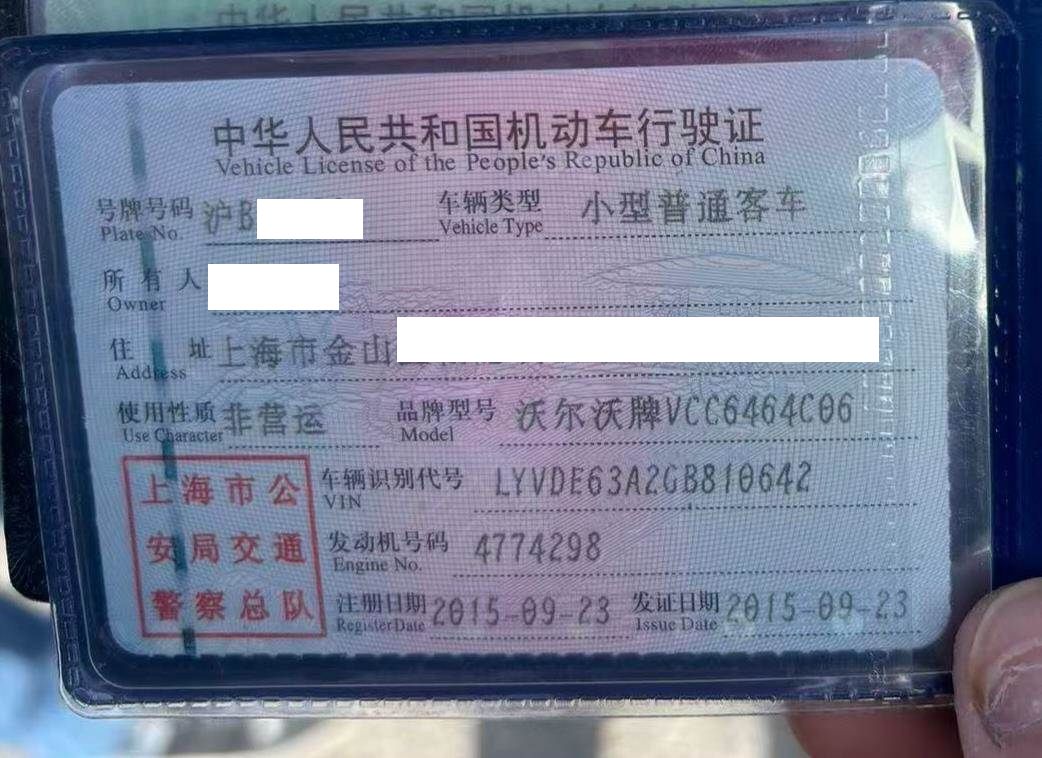 中华人民共和国机动车行驶证
Vehicle License of the People's Republic of China
号牌号码 沪B 车辆类型 小型普通客车
Plate No. Vehicle Type
所有人
Owner
住址 上海市金山
Address
使用性质 非营运 品牌型号 沃尔沃牌VCC6464C06
Use Character Model
上海市公 车辆识别代号 LYVDE63A2GB810642
VIN
安局交通 发动机号码 4774298
Engine No.
警察总队 注册日期 2015-09-23 发证日期 2015-09-23
Register Date Issue Date